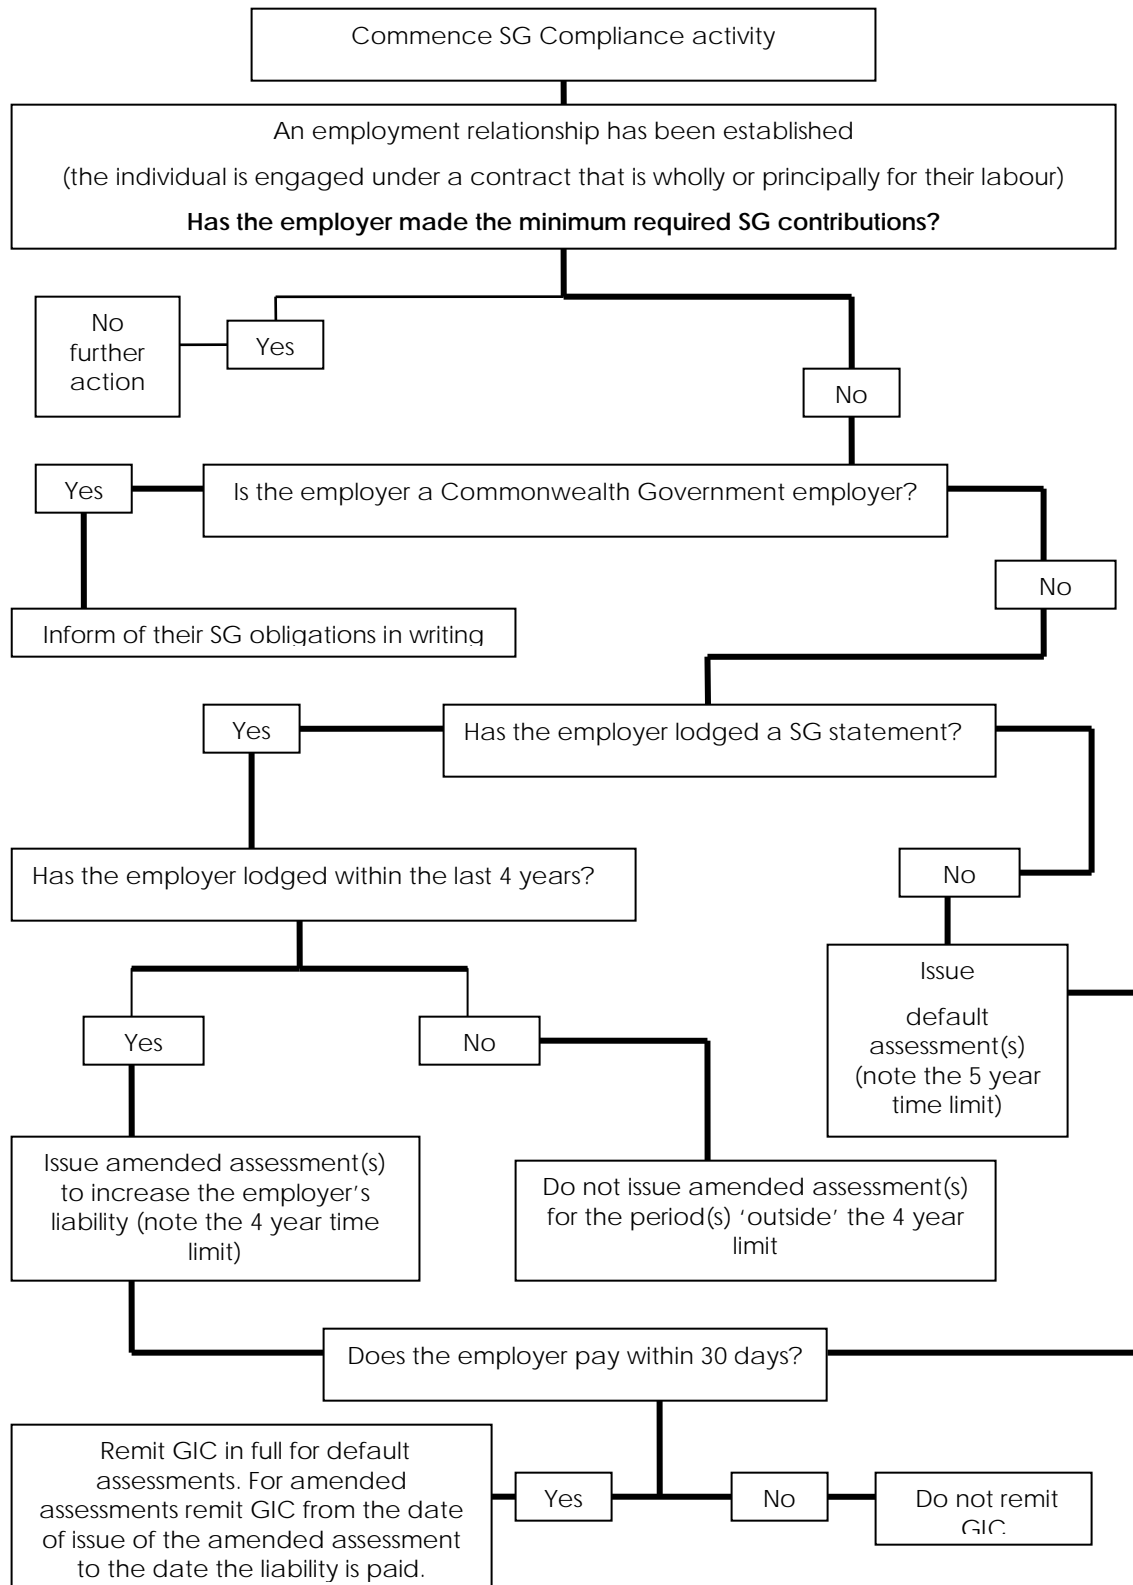 Commence SG Compliance activity
An employment relationship has been established
(the individual is engaged under a contract that is wholly or principally for their labour)
Has the employer made the minimum required SG contributions?
No
further
action
Yes
No
Yes
Is the employer a Commonwealth Government employer?
No
Inform of their SG obligations in writing
Yes
Has the employer lodged a SG statement?
Has the employer lodged within the last 4 years?
No
Issue
default
assessment(s)
(note the 5 year
time limit)
Yes
No
Issue amended assessment(s)
to increase the employer’s
liability (note the 4 year time
limit)
Do not issue amended assessment(s)
for the period(s) ‘outside’ the 4 year
limit
Does the employer pay within 30 days?
Remit GIC in full for default
assessments. For amended
assessments remit GIC from the date
of issue of the amended assessment
to the date the liability is paid.
Yes
No
Do not remit
GIC